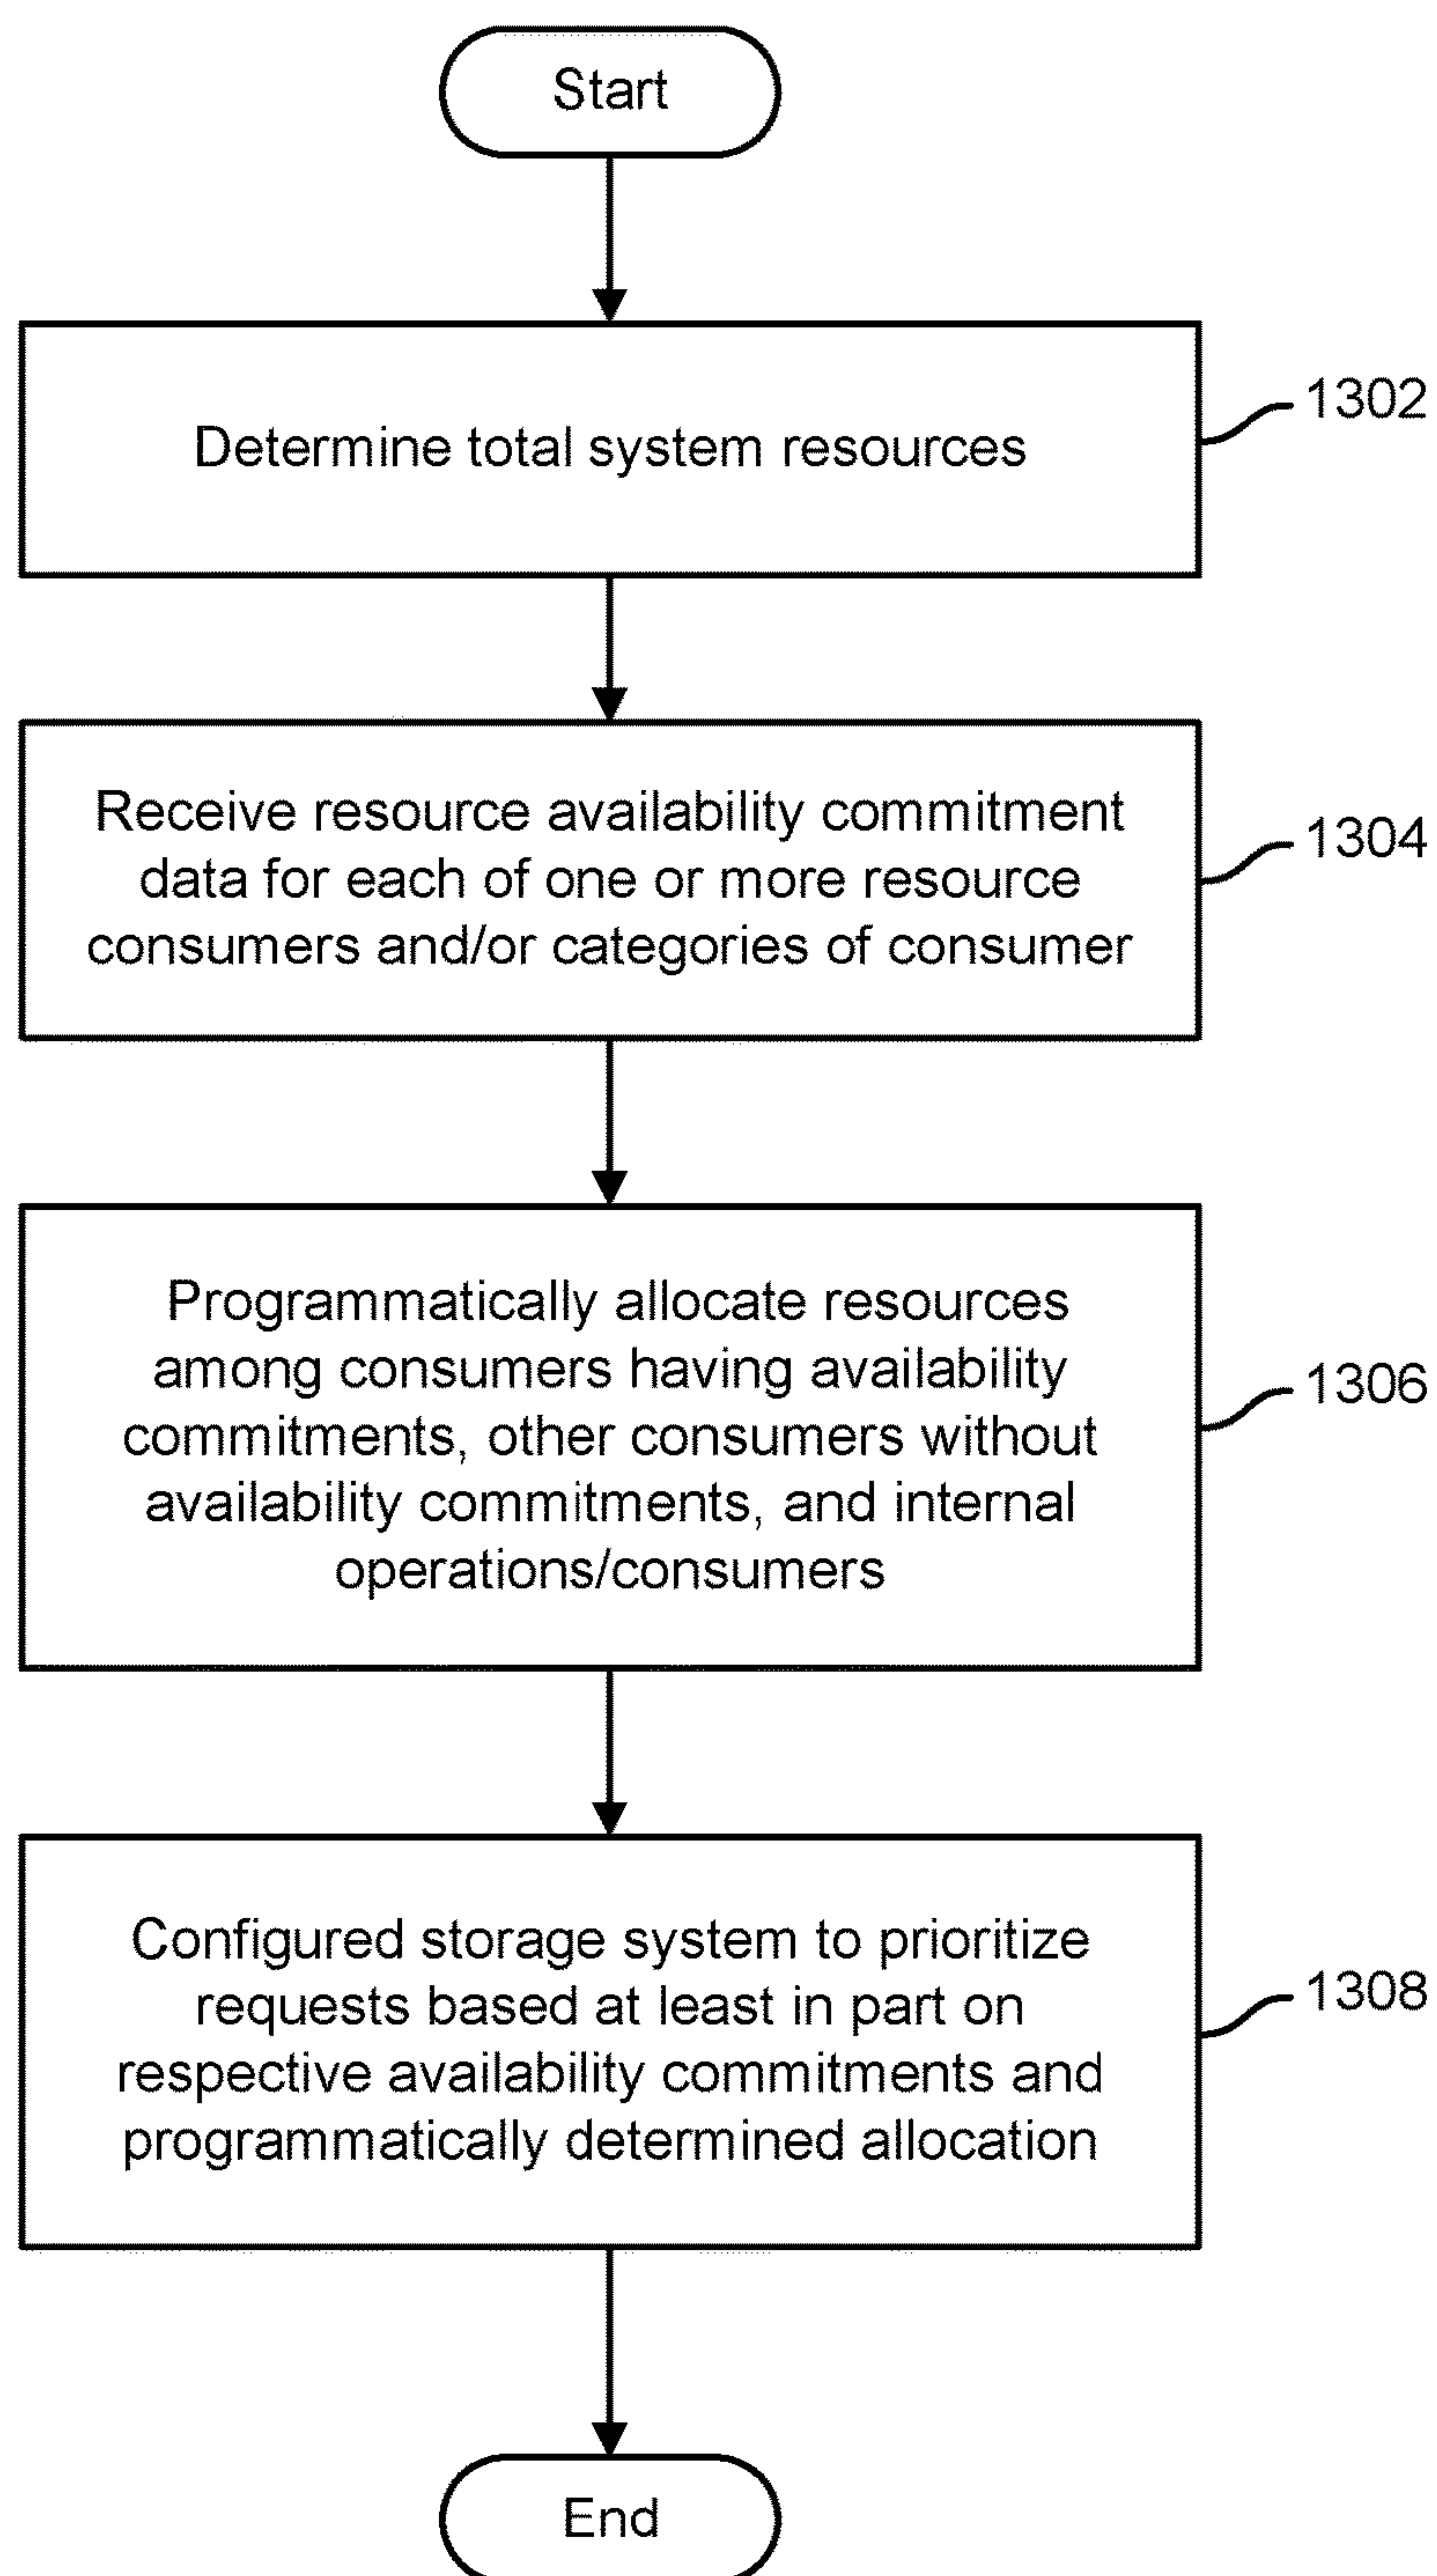 Start
Determine total system resources
1302
Receive resource availability commitment
data for each of one or more resource
consumers and/or categories of consumer
1304
Programmatically allocate resources
among consumers having availability
commitments, other consumers without
availability commitments, and internal
operations/consumers
1306
Configured storage system to prioritize
requests based at least in part on
respective availability commitments and
programmatically determined allocation
1308
End